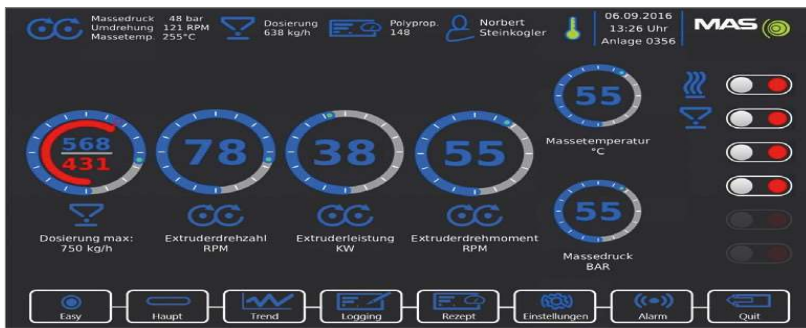 Massedruck 48 bar
Umdrehung 121 RPM
Massetemp. 255°C
Dosierung
638 kg/h
Polyprop.
148
Norbert
Steinkogler
06.09.2016
13:26 Uhr
Anlage 0356
MAS
568
431
78
38
55
55
Massetemperatur
°C
55
Massedruck
BAR
Dosierung max:
750 kg/h
Extruderdrehzahl
RPM
Extruderleistung
KW
Extruderdrehmoment
RPM
Easy
Haupt
Trend
Logging
Rezept
Einstellungen
Alarm
Quit